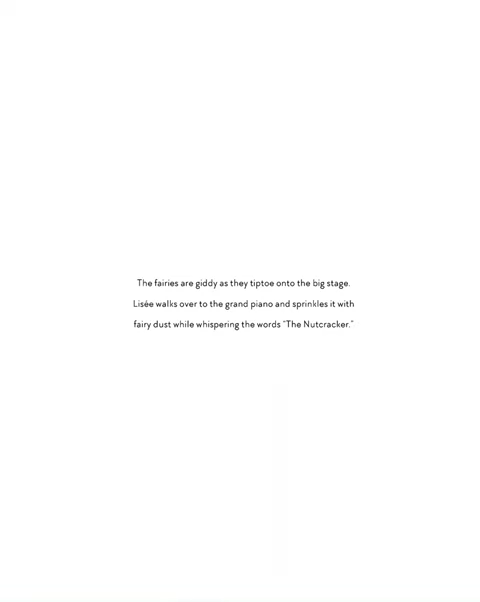 The fairies are giddy as they tiptoe onto the big stage.
Lisée walks over to the grand piano and sprinkles it with
fairy dust while whispering the words "The Nutcracker."